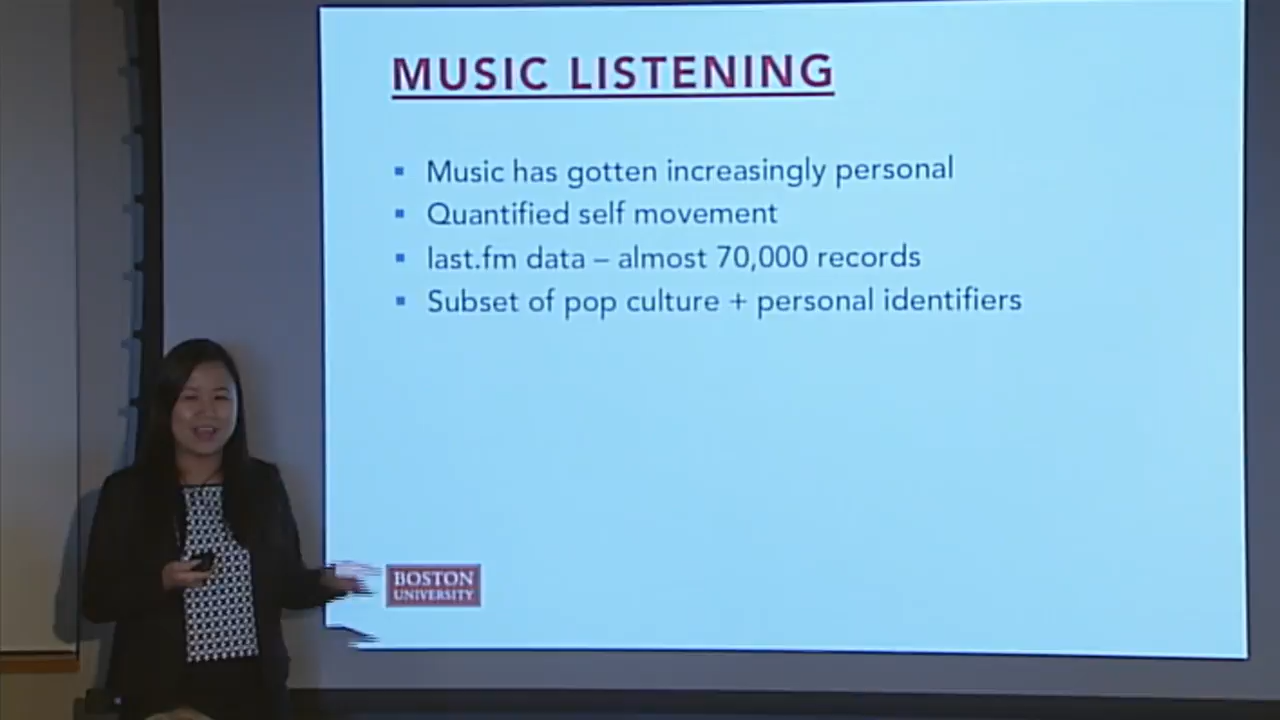 MUSIC LISTENING
▪ Music has gotten increasingly personal
▪ Quantified self movement
▪ last.fm data – almost 70,000 records
▪ Subset of pop culture + personal identifiers
BOSTON
UNIVERSITY